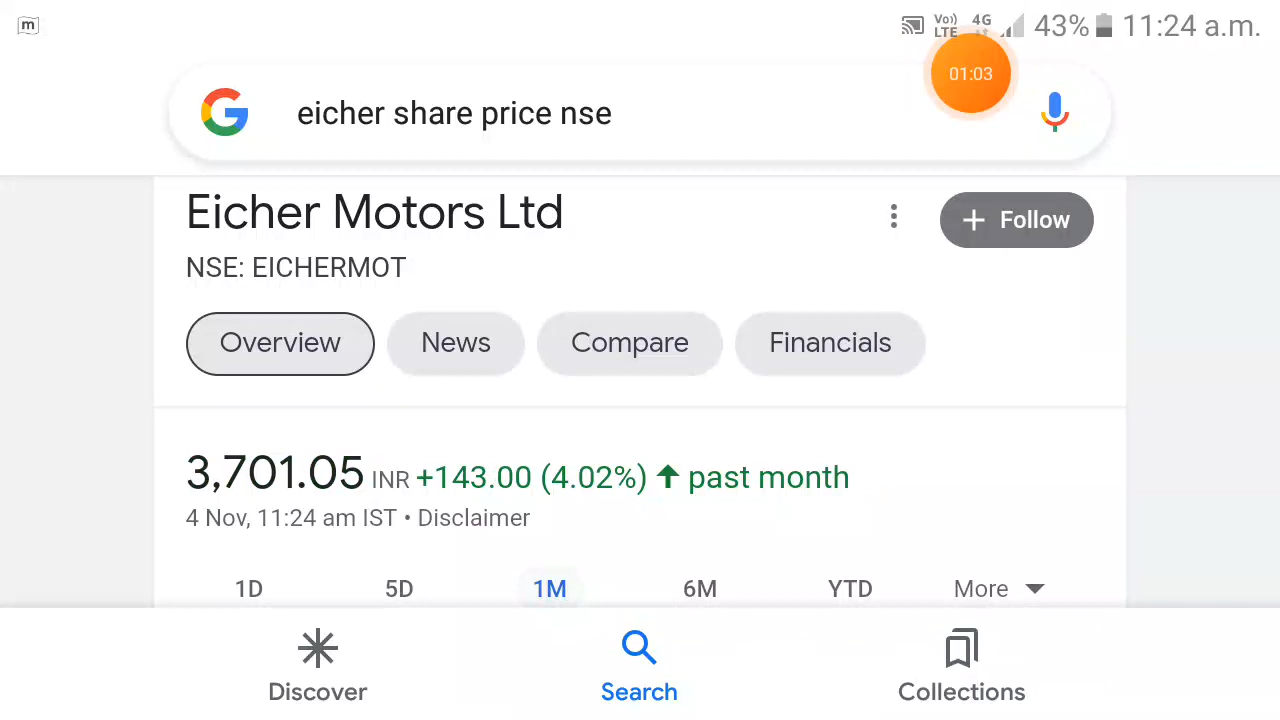 m
Vo))
LTE
4G
43%
11:24 a.m.
01:03
eicher share price nse
Eicher Motors Ltd
+ Follow
NSE: EICHERMOT
Overview News Compare Financials
3,701.05 INR +143.00 (4.02%) ↑ past month
4 Nov, 11:24 am IST • Disclaimer
1D 5D 1M 6M YTD More
Discover Search Collections